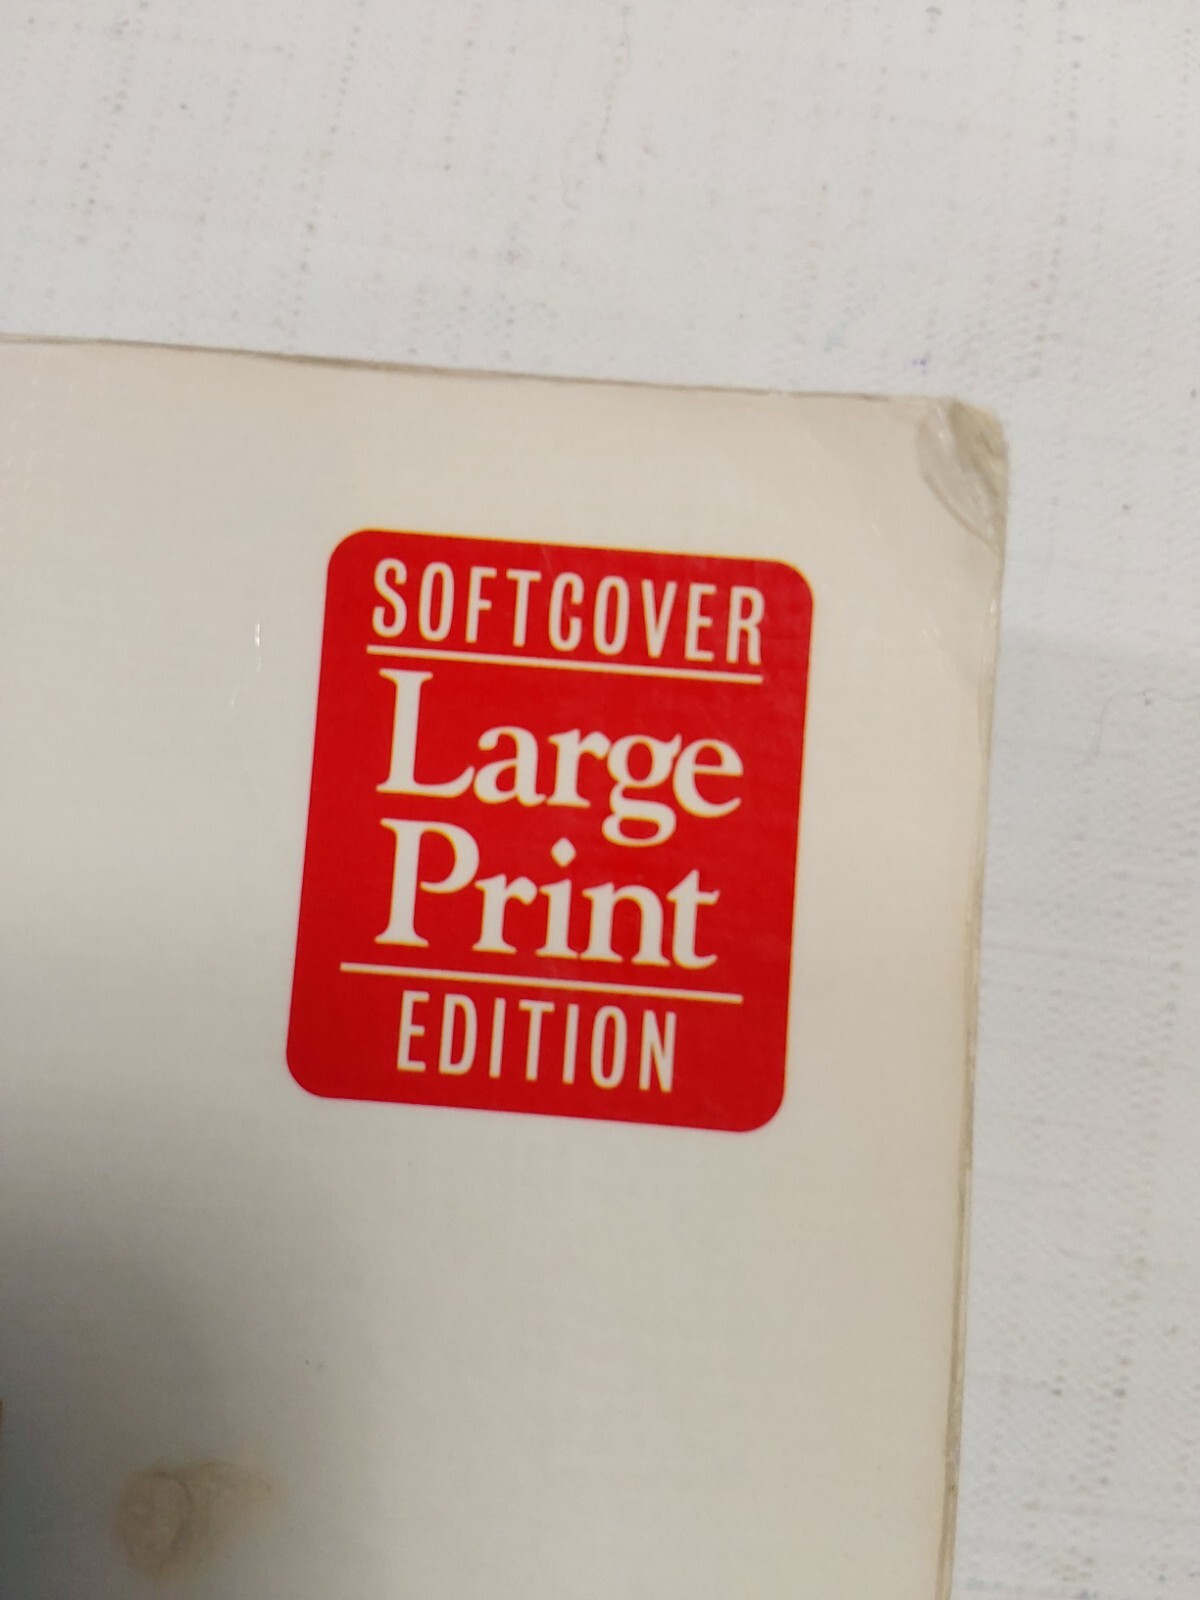 SOFTCOVER
Large
Print
EDITION